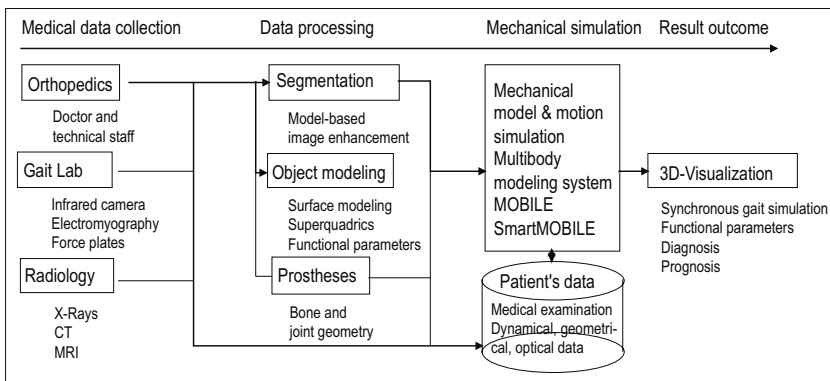 Medical data collection
Data processing
Mechanical simulation
Result outcome
Orthopedics
Doctor and
technical staff
Gait Lab
Infrared camera
Electromyography
Force plates
Radiology
X-Rays
CT
MRI
Segmentation
Model-based
image enhancement
Object modeling
Surface modeling
Superquadrics
Functional parameters
Prostheses
Bone and
joint geometry
Mechanical
model & motion
simulation
Multibody
modeling system
MOBILE
SmartMOBILE
Patient's data
Medical examination
Dynamical, geometri-
cal, optical data
3D-Visualization
Synchronous gait simulation
Functional parameters
Diagnosis
Prognosis